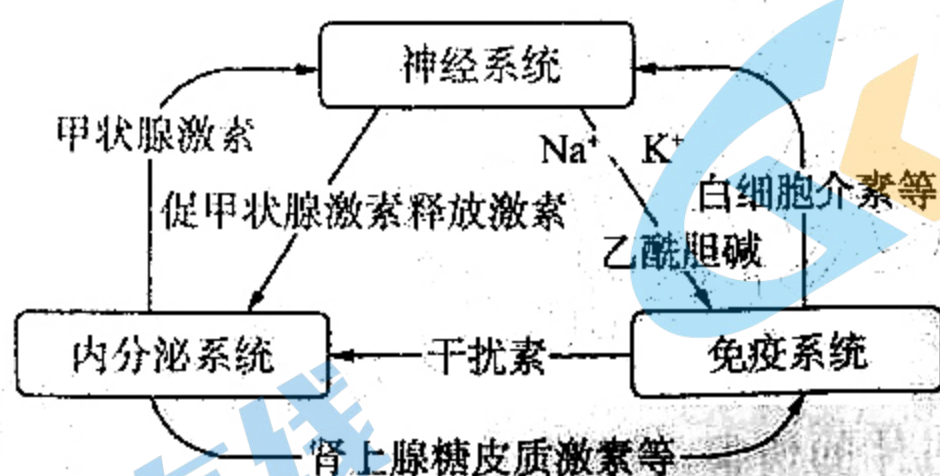 神经系统
甲状腺激素
Na⁺、K⁺
白细胞介素等
促甲状腺激素释放激素
乙酰胆碱
内分泌系统
干扰素
免疫系统
肾上腺糖皮质激素等